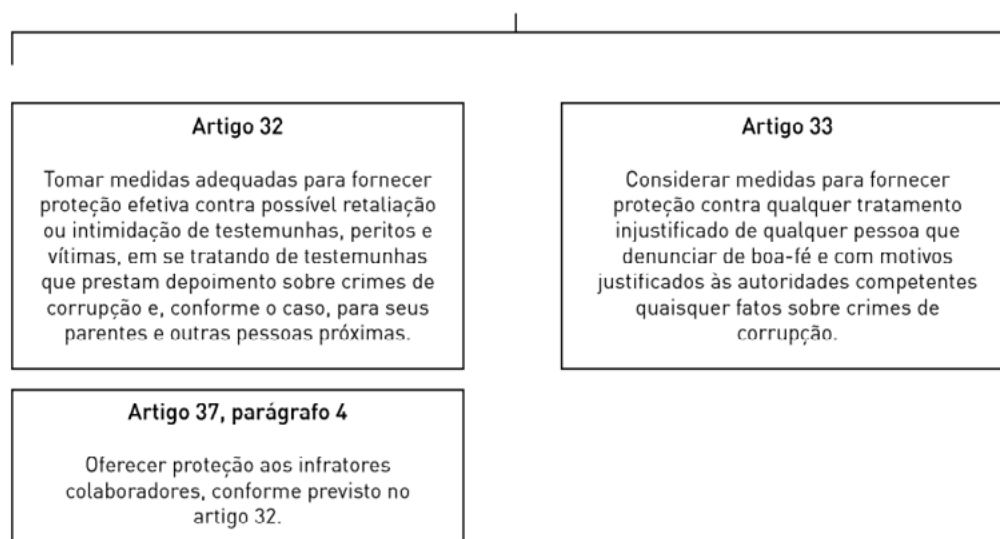 Artigo 32
Tomar medidas adequadas para fornecer
proteção efetiva contra possível retaliação
ou intimidação de testemunhas, peritos e
vítimas, em se tratando de testemunhas
que prestam depoimento sobre crimes de
corrupção e, conforme o caso, para seus
parentes e outras pessoas próximas.
Artigo 33
Considerar medidas para fornecer
proteção contra qualquer tratamento
injustificado de qualquer pessoa que
denunciar de boa-fé e com motivos
justificados às autoridades competentes
quaisquer fatos sobre crimes de
corrupção.
Artigo 37, parágrafo 4
Oferecer proteção aos infratores
colaboradores, conforme previsto no
artigo 32.